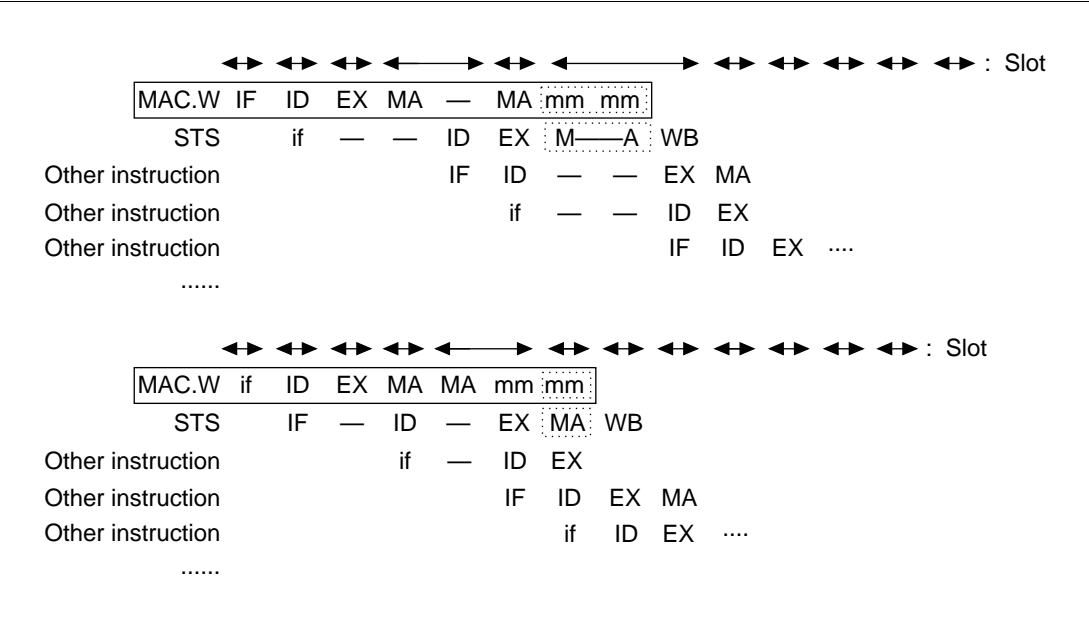 : Slot
MAC.W IF ID EX MA — MA mm mm
STS if — — ID EX M——A WB
Other instruction IF ID — — EX MA
Other instruction if — — ID EX
Other instruction IF ID EX ....
......
: Slot
MAC.W if ID EX MA MA mm mm
STS IF — ID — EX MA WB
Other instruction if — ID EX
Other instruction IF ID EX MA
Other instruction if ID EX ....
......